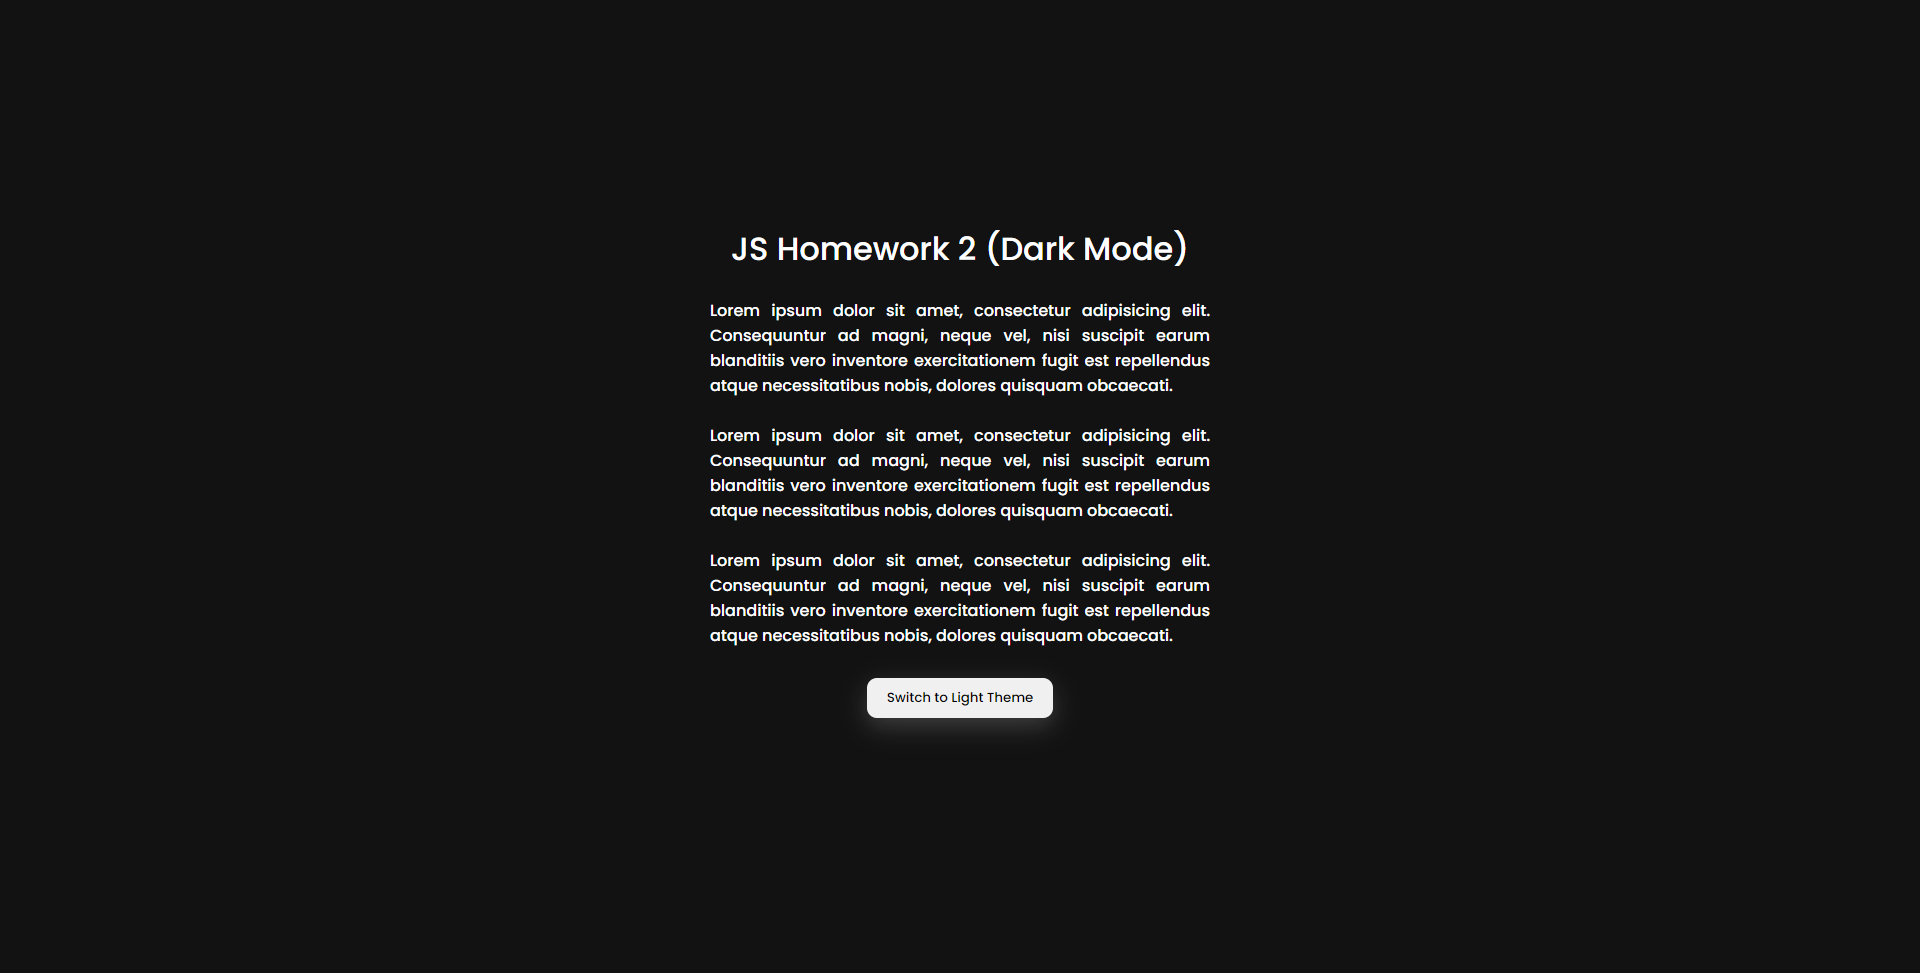 JS Homework 2 (Dark Mode)
Lorem ipsum dolor sit amet, consectetur adipisicing elit.
Consequuntur ad magni, neque vel, nisi suscipit earum
blanditiis vero inventore exercitationem fugit est repellendus
atque necessitatibus nobis, dolores quisquam obcaecati.
Lorem ipsum dolor sit amet, consectetur adipisicing elit.
Consequuntur ad magni, neque vel, nisi suscipit earum
blanditiis vero inventore exercitationem fugit est repellendus
atque necessitatibus nobis, dolores quisquam obcaecati.
Lorem ipsum dolor sit amet, consectetur adipisicing elit.
Consequuntur ad magni, neque vel, nisi suscipit earum
blanditiis vero inventore exercitationem fugit est repellendus
atque necessitatibus nobis, dolores quisquam obcaecati.
Switch to Light Theme